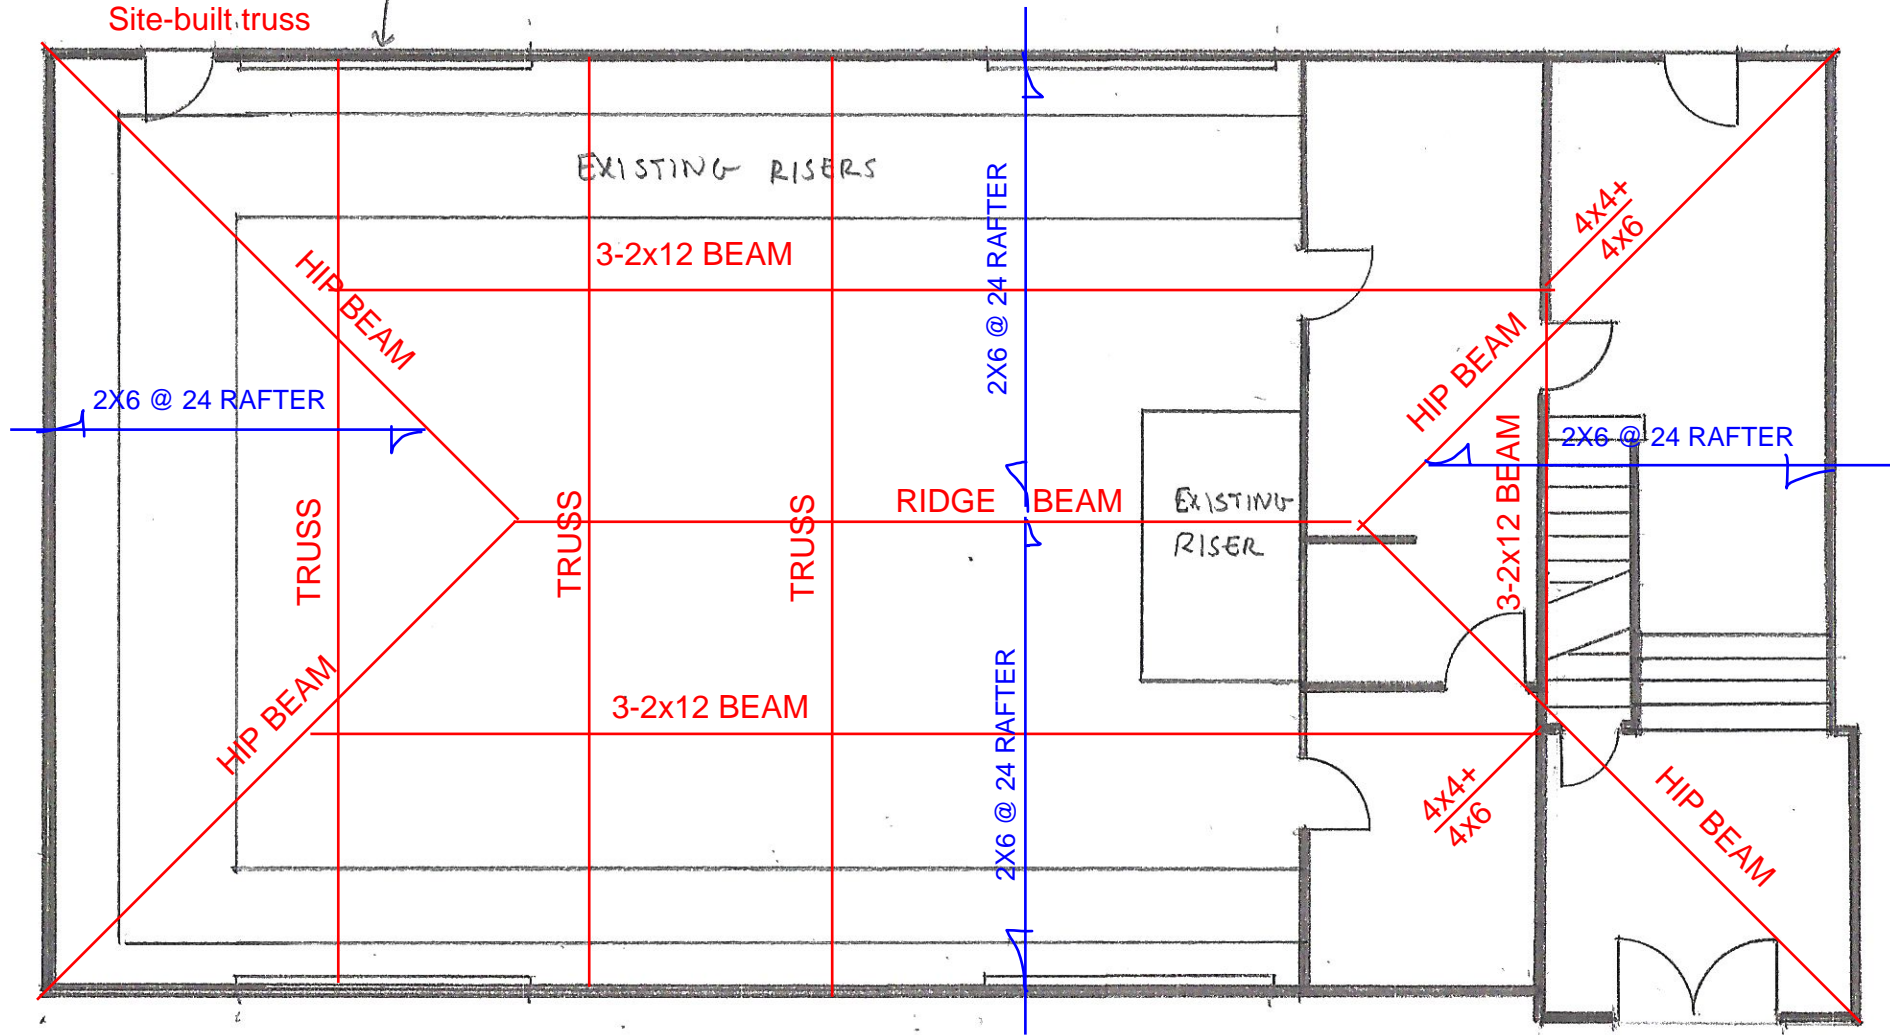 Site-built truss
EXISTING RISERS
4x4+
4x6
3-2x12 BEAM
2X6 @ 24 RAFTER
HIP BEAM
HIP BEAM
2X6 @ 24 RAFTER
2X6 @ 24 RAFTER
3-2x12 BEAM
TRUSS
TRUSS
TRUSS
RIDGE BEAM
EXISTING
RISER
HIP BEAM
3-2x12 BEAM
2X6 @ 24 RAFTER
4x4+
4x6
HIP BEAM